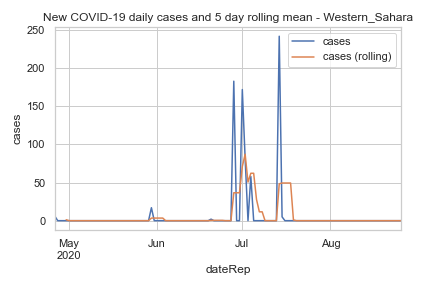 New COVID-19 daily cases and 5 day rolling mean - Western_Sahara
250
200
150
100
50
0
cases
cases
cases (rolling)
May
2020
Jun
Jul
Aug
dateRep